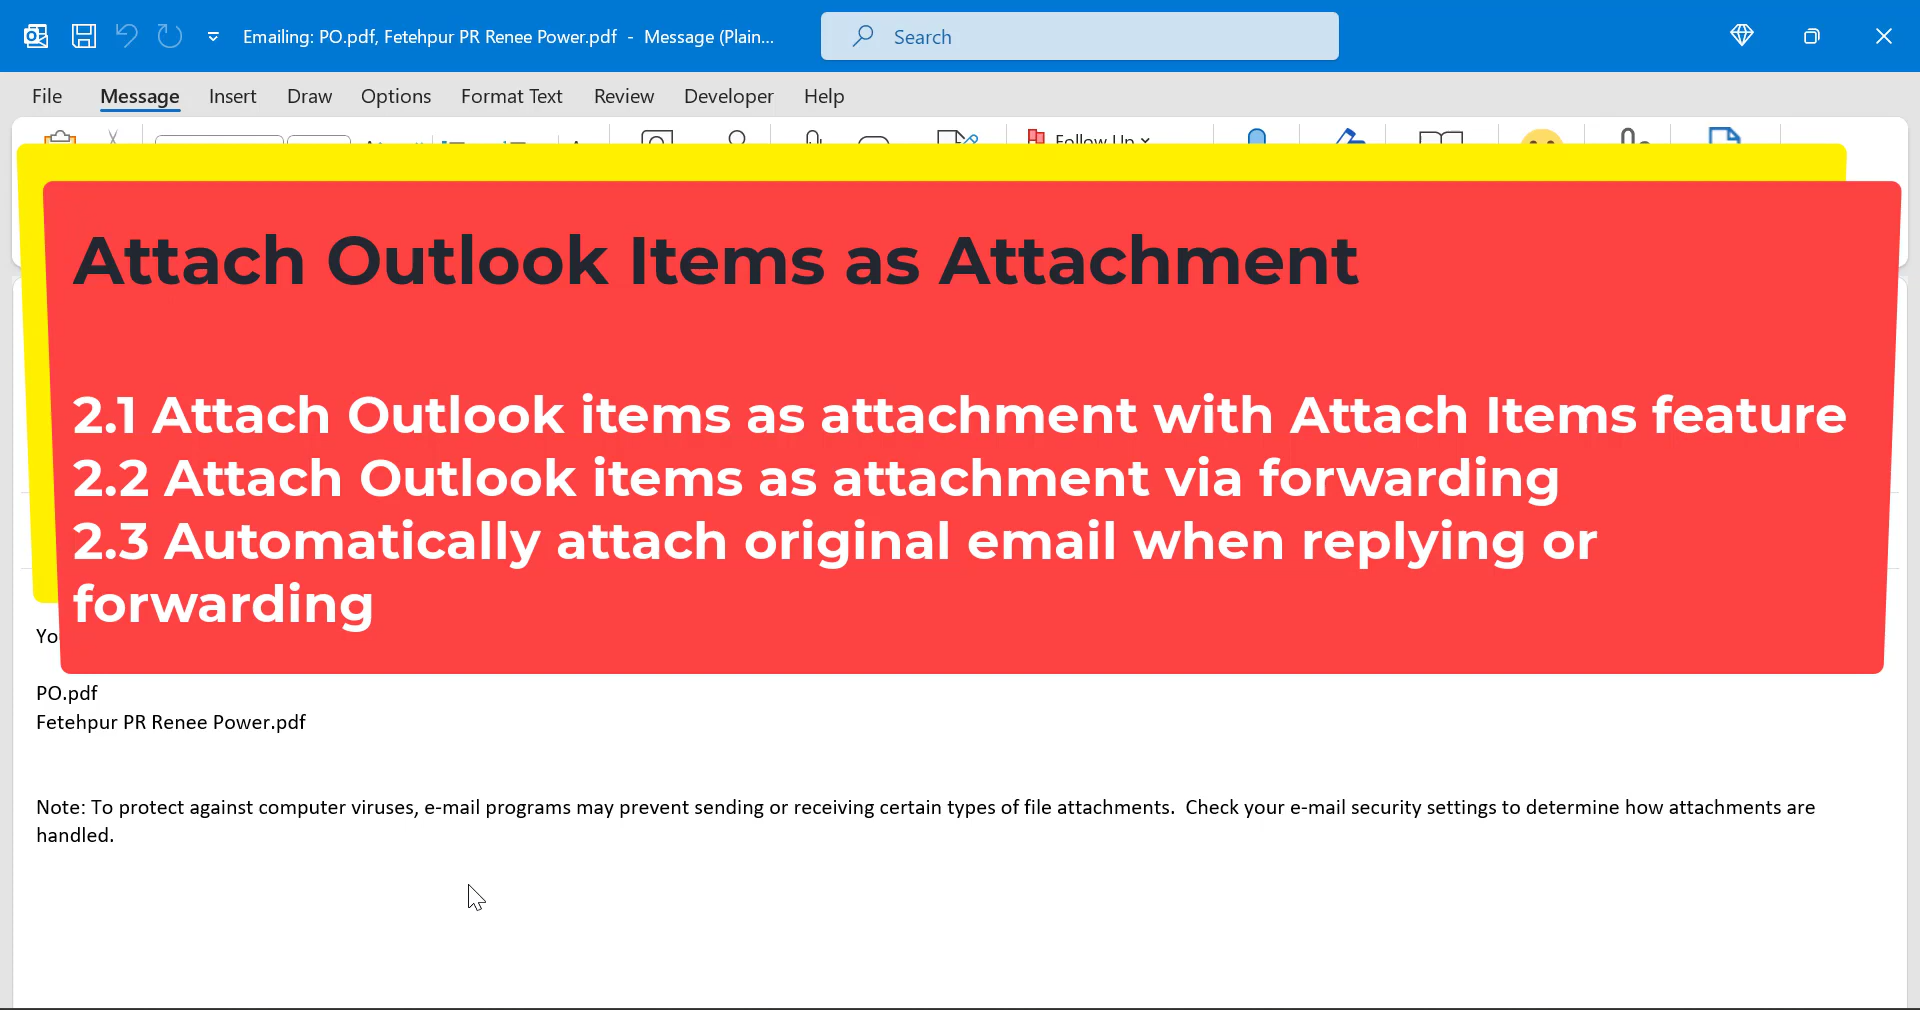 Emailing: PO.pdf, Fetehpur PR Renee Power.pdf - Message (Plain...
Search
File Message Insert Draw Options Format Text Review Developer Help
Follow Up
Attach Outlook Items as Attachment
2.1 Attach Outlook items as attachment with Attach Items feature
2.2 Attach Outlook items as attachment via forwarding
2.3 Automatically attach original email when replying or
forwarding
PO.pdf
Fetehpur PR Renee Power.pdf
Note: To protect against computer viruses, e-mail programs may prevent sending or receiving certain types of file attachments. Check your e-mail security settings to determine how attachments are
handled.